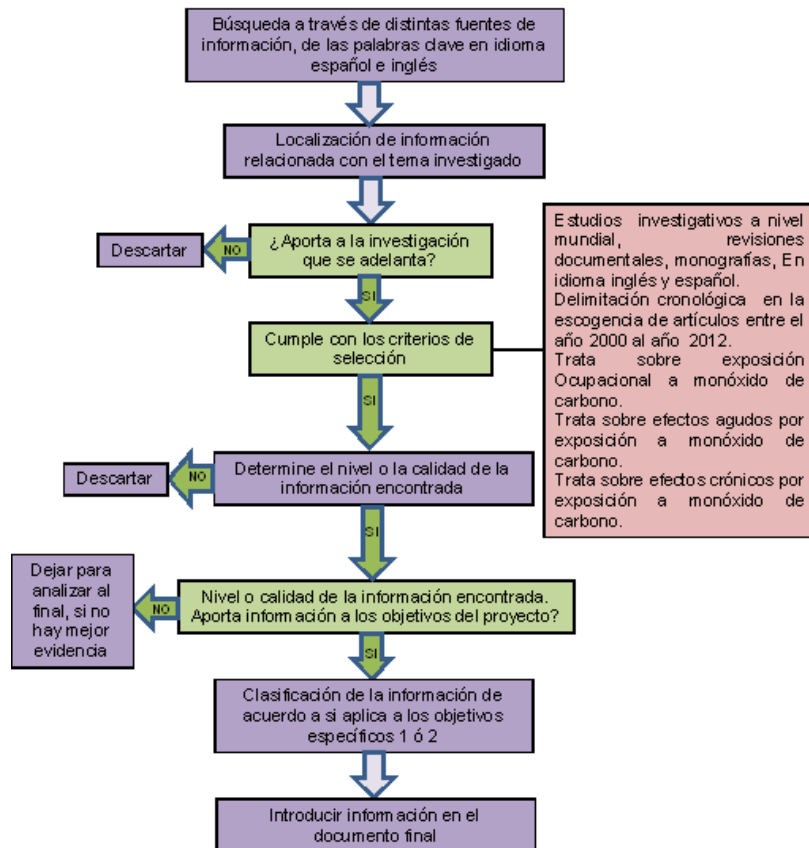 Búsqueda a través de distintas fuentes de
información, de las palabras clave en idioma
español e inglés
Localización de información
relacionada con el tema investigado
Descartar
NO
¿Aporta a la investigación
que se adelanta?
SI
Cumple con los criterios de
selección
Estudios investigativos a nivel
mundial, revisiones
documentales, monografías, En
idioma inglés y español.
Delimitación cronológica en la
escogencia de artículos entre el
año 2000 al año 2012.
Trata sobre exposición
Ocupacional a monóxido de
carbono.
Trata sobre efectos agudos por
exposición a monóxido de
carbono.
Trata sobre efectos crónicos por
exposición a monóxido de
carbono.
SI
Descartar
NO
Determine el nivel o la calidad de la
información encontrada
SI
Dejar para
analizar al
final, si no
hay mejor
evidencia
NO
Nivel o calidad de la información encontrada.
Aporta información a los objetivos del proyecto?
SI
Clasificación de la información de
acuerdo a si aplica a los objetivos
específicos 1 ó 2
Introducir información en el
documento final